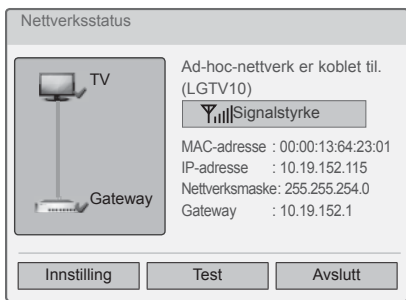 Nettverksstatus
TV
Gateway
Ad-hoc-nettverk er koblet til.
(LGTV10)
Signalstyrke
MAC-adresse : 00:00:13:64:23:01
IP-adresse : 10.19.152.115
Nettverksmaske: 255.255.254.0
Gateway : 10.19.152.1
Innstilling
Test
Avslutt